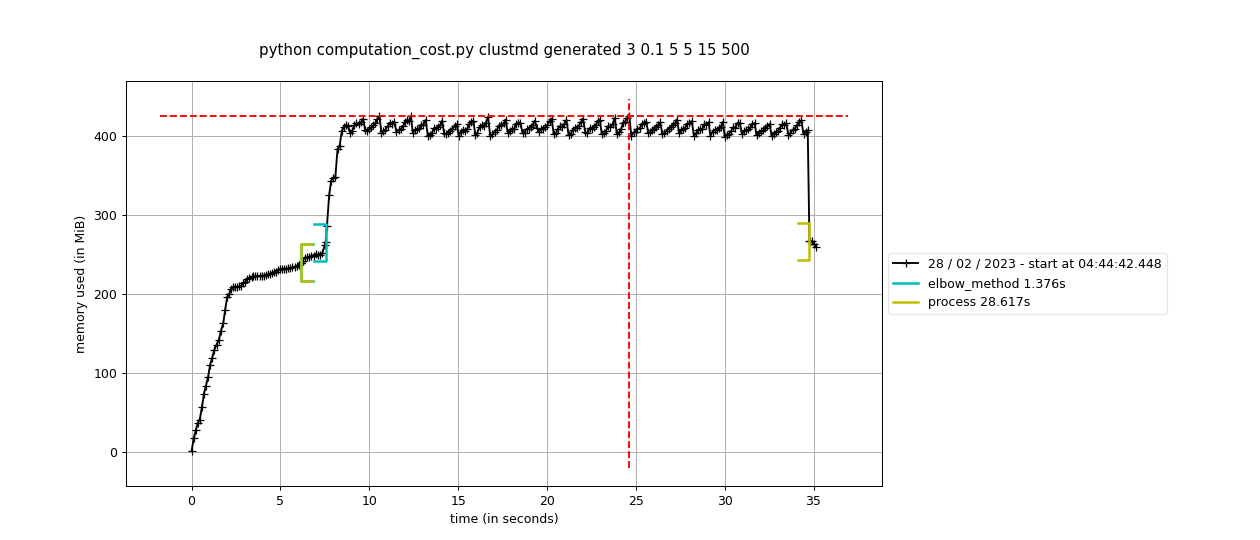 python computation_cost.py clustmd generated 3 0.1 5 5 15 500
memory used (in MiB)
400
300
200
100
0
0 5 10 15 20 25 30 35
time (in seconds)
28 / 02 / 2023 - start at 04:44:42.448
elbow_method 1.376s
process 28.617s